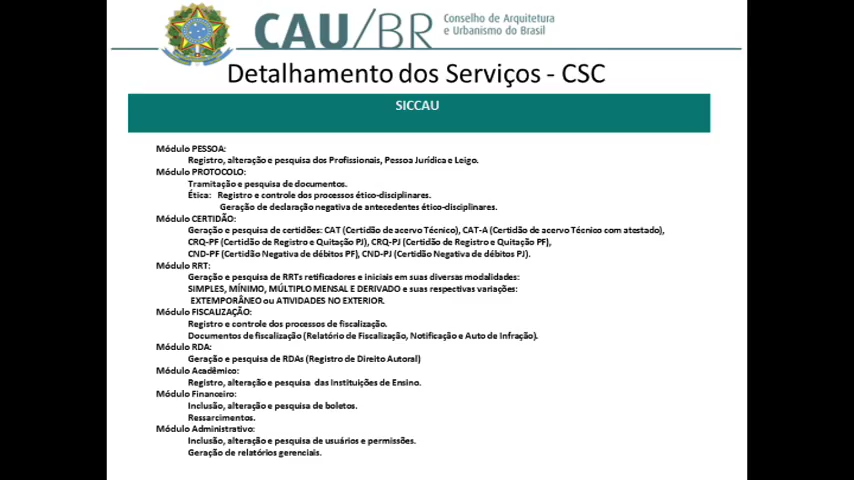 CAU/BR Conselho de Arquitetura
e Urbanismo do Brasil
Detalhamento dos Serviços - CSC
SICCAU
Módulo PESSOA:
Registro, alteração e pesquisa dos Profissionais, Pessoa Jurídica e Leigo.
Módulo PROTOCOLO:
Tramitação e pesquisa de documentos.
Ética: Registro e controle dos processos ético-disciplinares.
Geração de declaração negativa de antecedentes ético-disciplinares.
Módulo CERTIDÃO:
Geração e pesquisa de certidões: CAT (Certidão de acervo Técnico), CAT-A (Certidão de acervo Técnico com atestado),
CRQ-PF (Certidão de Registro e Quitação PJ), CRQ-PJ (Certidão de Registro e Quitação PF),
CND-PF (Certidão Negativa de débitos PF), CND-PJ (Certidão Negativa de débitos PJ).
Módulo RRT:
Geração e pesquisa de RRTs retificadores e iniciais em suas diversas modalidades:
SIMPLES, MÍNIMO, MÚLTIPLO MENSAL E DERIVADO e suas respectivas variações:
EXTEMPORÂNEO ou ATIVIDADES NO EXTERIOR.
Módulo FISCALIZAÇÃO:
Registro e controle dos processos de fiscalização.
Documentos de fiscalização (Relatório de Fiscalização, Notificação e Auto de Infração).
Módulo RDA:
Geração e pesquisa de RDAs (Registro de Direito Autoral)
Módulo Acadêmico:
Registro, alteração e pesquisa das Instituições de Ensino.
Módulo Financeiro:
Inclusão, alteração e pesquisa de boletos.
Ressarcimentos.
Módulo Administrativo:
Inclusão, alteração e pesquisa de usuários e permissões.
Geração de relatórios gerenciais.